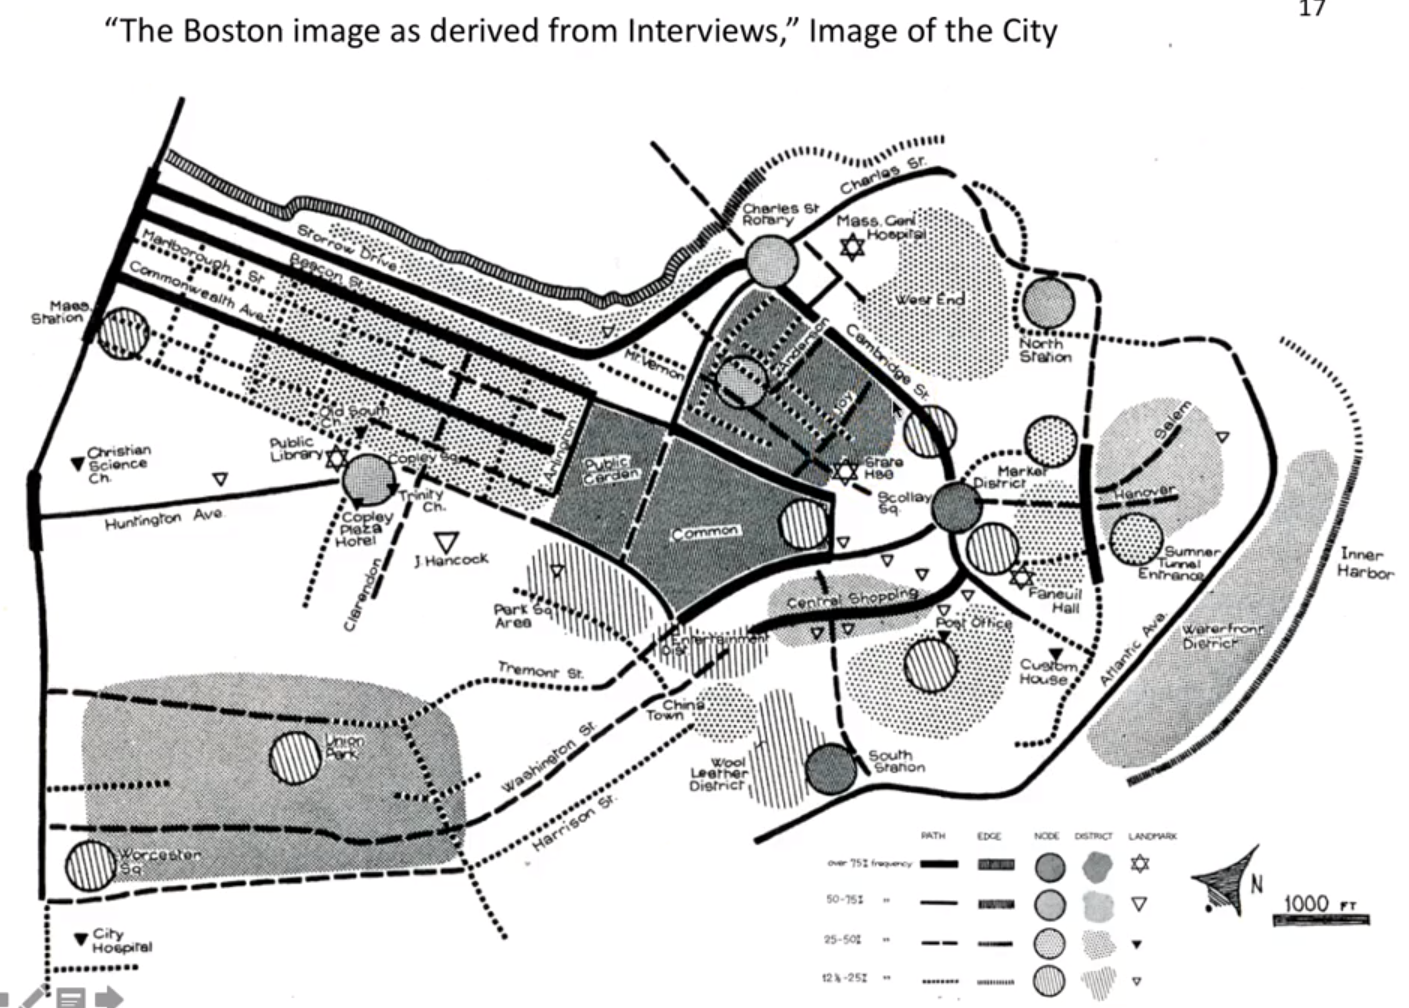 17
“The Boston image as derived from Interviews,” Image of the City
Charles St.
Charles St
Rotary
Mass. Genl
Hospital
Storrow Drive
Beacon St.
Marlborough St
Commonwealth Ave.
Mass.
Station
West End
North
Station
Anderson
Cambridge St.
Mt Vernon
Joy
State
Hse
Scollay
Sq.
Market
District
Salem
Hanover
Sumner
Tunnel
Entrance
Inner
Harbor
Faneuil
Hall
Old South
Ch.
Public
Library
Copley Sq.
Arlington
Public
Garden
Common
Christian
Science
Ch.
Trinity
Ch.
Copley
Plaza
Hotel
Huntington Ave.
J. Hancock
Clarendon
Park Sq
Area
Central Shopping
Entertainment
Dist.
Post Office
Custom
House
Atlantic Ave.
Waterfront
District
Tremont St.
China
Town
Washington St.
Wool
Leather
District
South
Station
Harrison St.
Union
Park
Worcester
Sq.
City
Hospital
PATH EDGE NODE DISTRICT LANDMARK
over 75% frequency
50-75% "
25-50% "
12½-25% "
N
1000 FT